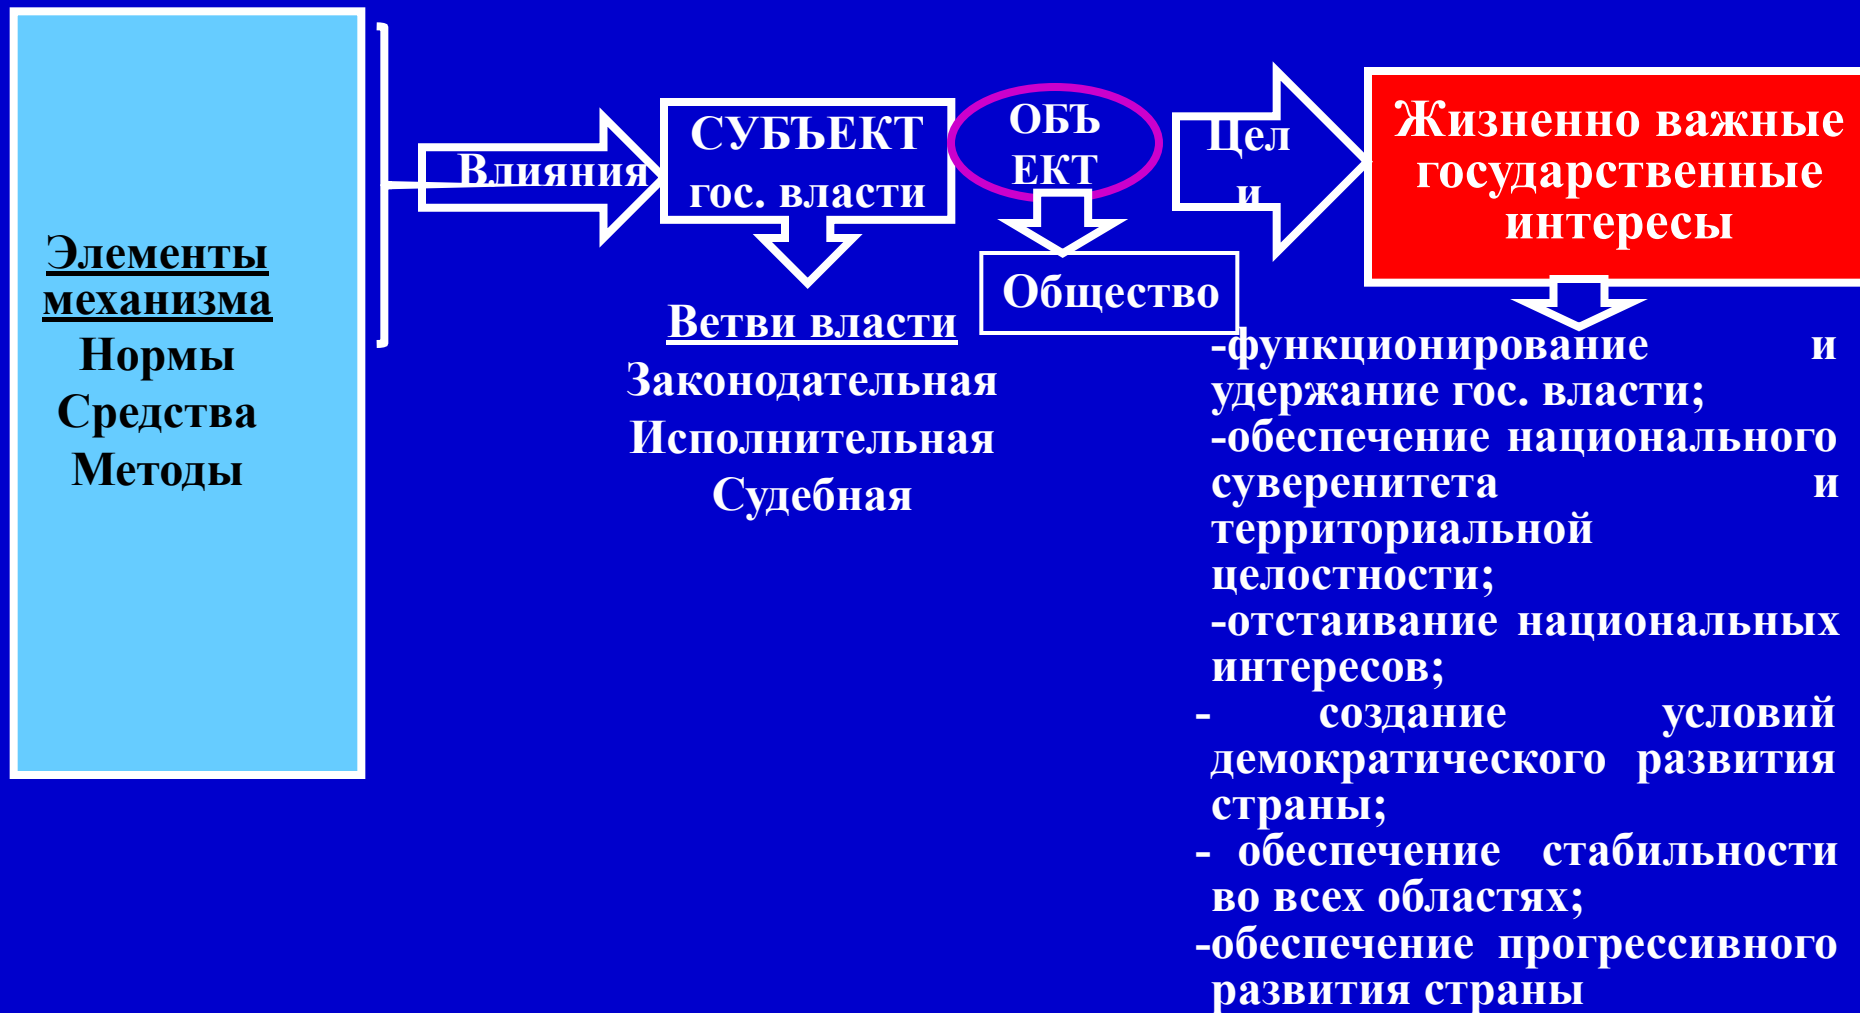 Элементы
механизма
Нормы
Средства
Методы
Влияния
СУБЪЕКТ
гос. власти
Ветви власти
Законодательная
Исполнительная
Судебная
ОБЪ
ЕКТ
Общество
Цел
и
Жизненно важные
государственные
интересы
-функционирование и
удержание гос. власти;
-обеспечение национального
суверенитета и
территориальной
целостности;
-отстаивание национальных
интересов;
- создание условий
демократического развития
страны;
- обеспечение стабильности
во всех областях;
-обеспечение прогрессивного
развития страны